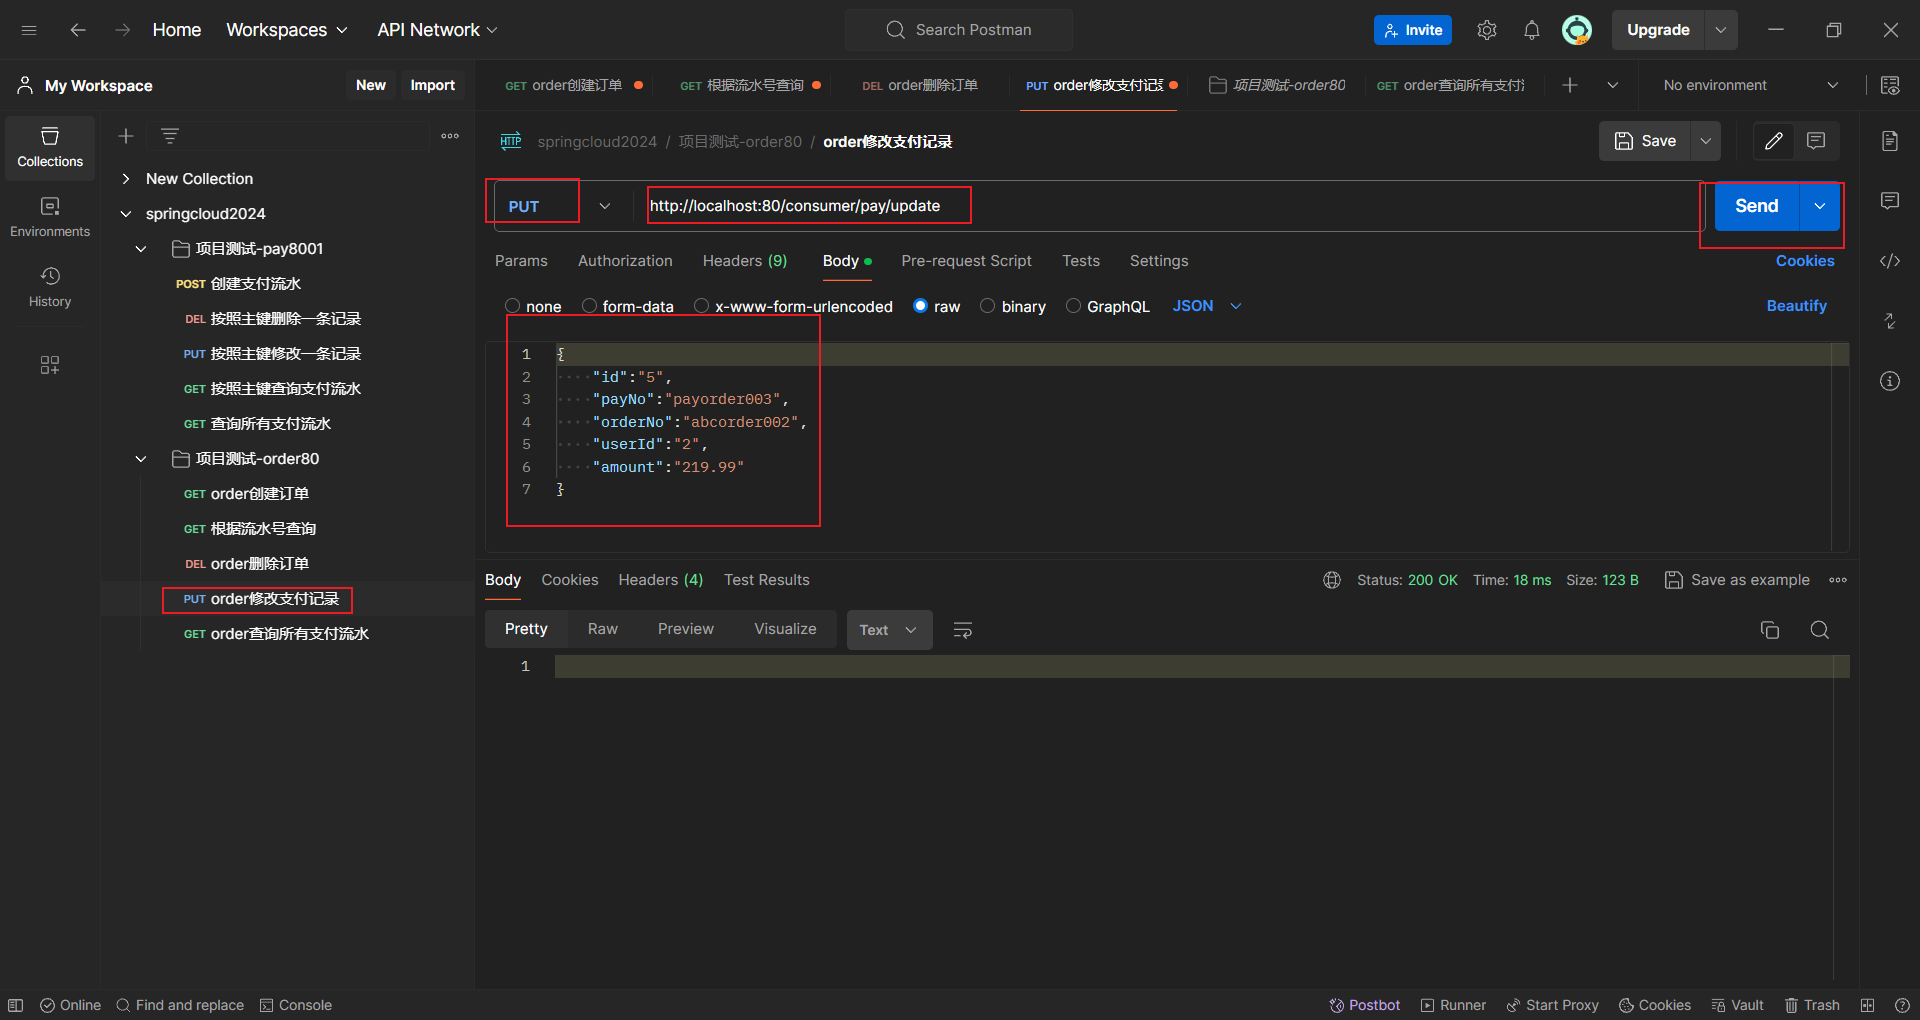 Home Workspaces API Network Search Postman Invite Upgrade
My Workspace New Import
GET order创建订单 GET 根据流水号查询 DEL order删除订单 PUT order修改支付记录 项目测试-order80 GET order查询所有支付 No environment
Collections
Environments
History
New Collection
springcloud2024
项目测试-pay8001
POST 创建支付流水
DEL 按照主键删除一条记录
PUT 按照主键修改一条记录
GET 按照主键查询支付流水
GET 查询所有支付流水
项目测试-order80
GET order创建订单
GET 根据流水号查询
DEL order删除订单
PUT order修改支付记录
GET order查询所有支付流水
HTTP springcloud2024 / 项目测试-order80 / order修改支付记录 Save
PUT http://localhost:80/consumer/pay/update Send
Params Authorization Headers (9) Body Pre-request Script Tests Settings Cookies
none form-data x-www-form-urlencoded raw binary GraphQL JSON Beautify
1 {
2 "id":"5",
3 "payNo":"payorder003",
4 "orderNo":"abcorder002",
5 "userId":"2",
6 "amount":"219.99"
7 }
Body Cookies Headers (4) Test Results Status: 200 OK Time: 18 ms Size: 123 B Save as example
Pretty Raw Preview Visualize Text
1
Online Find and replace Console Postbot Runner Start Proxy Cookies Vault Trash